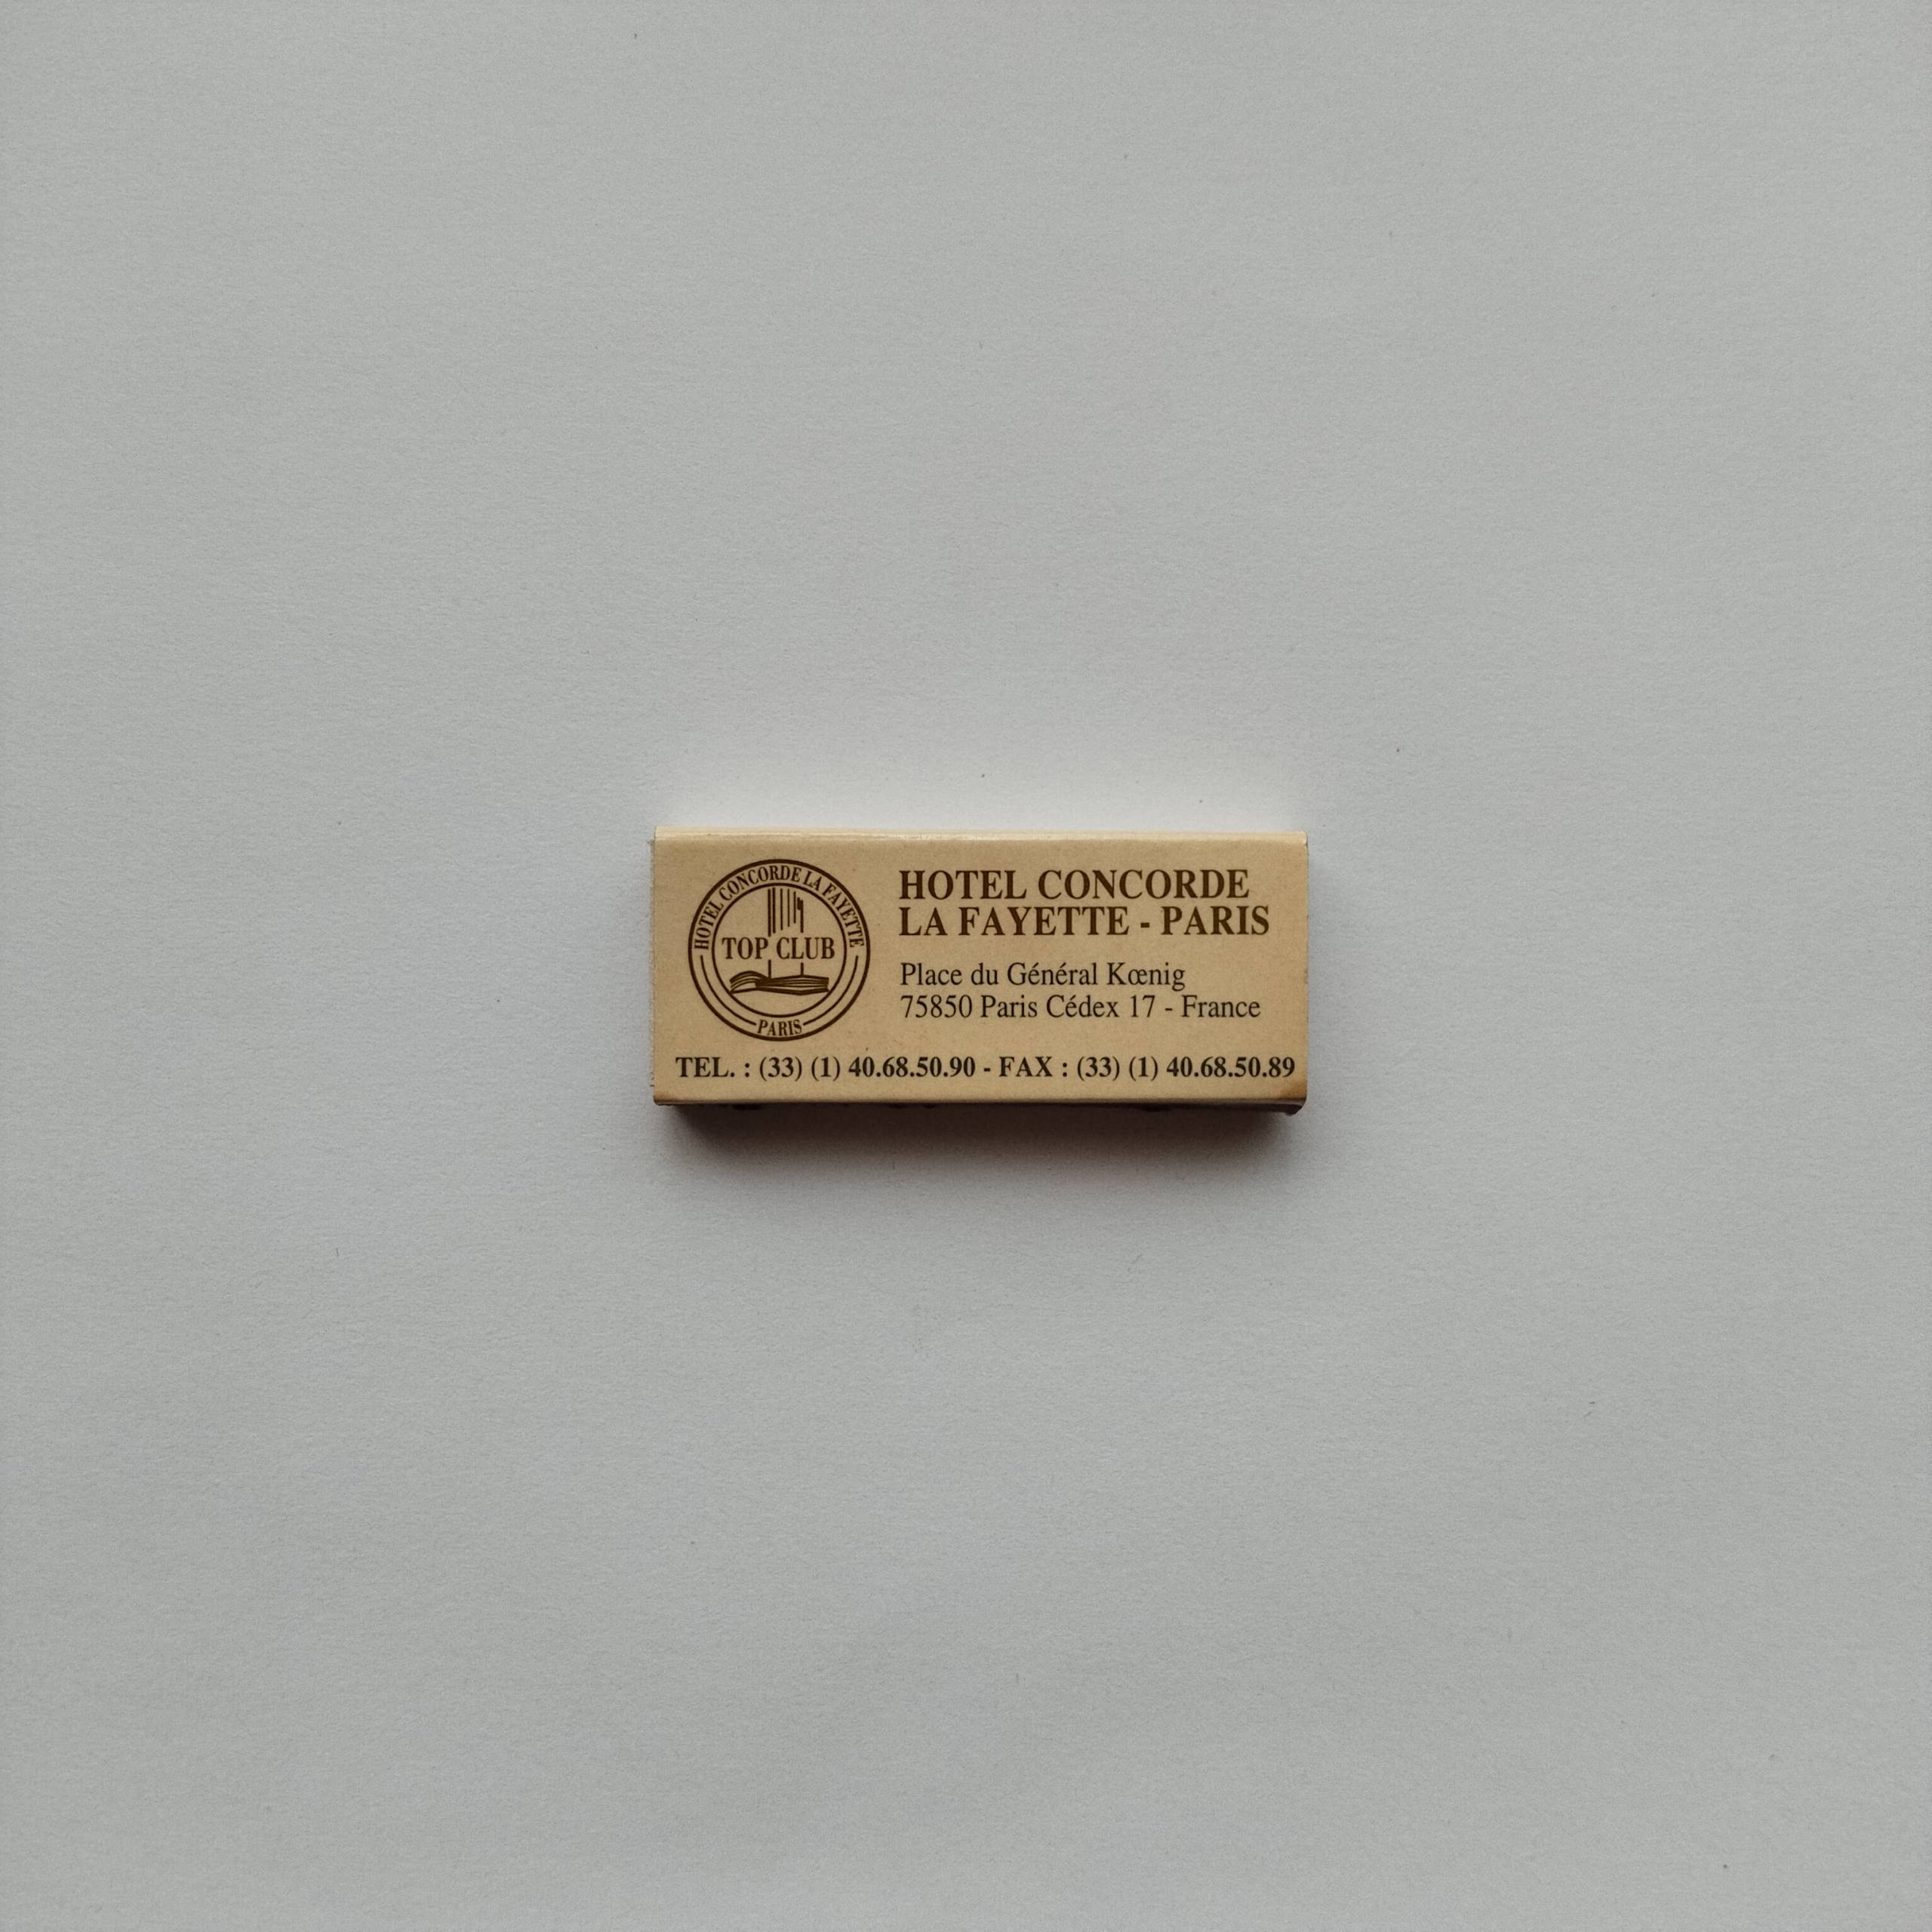 HOTEL CONCORDE LA FAYETTE
TOP CLUB
PARIS
HOTEL CONCORDE
LA FAYETTE - PARIS
Place du Général Kœnig
75850 Paris Cédex 17 - France
TEL. : (33) (1) 40.68.50.90 - FAX : (33) (1) 40.68.50.89